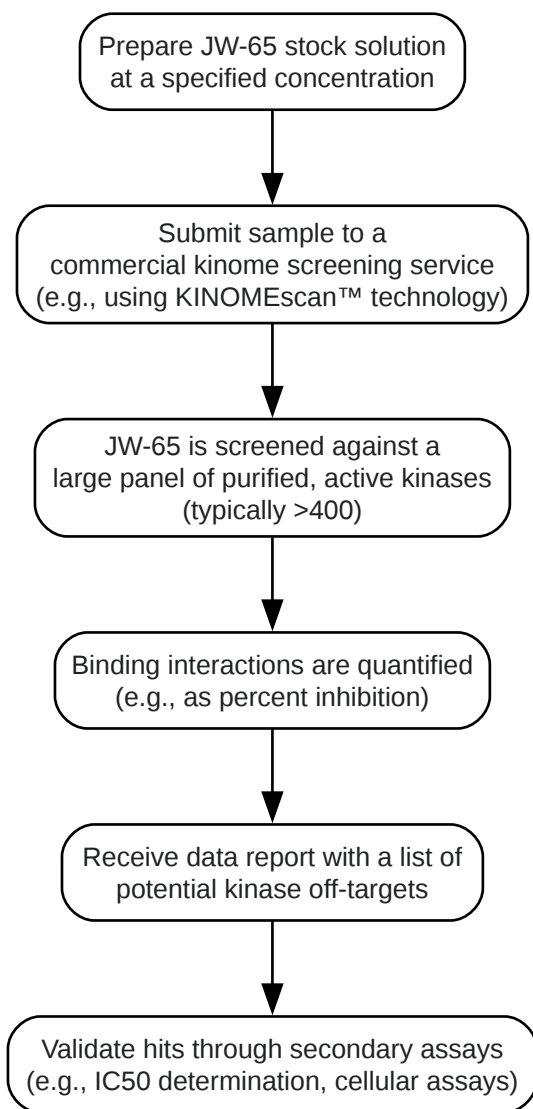 Prepare JW-65 stock solution
at a specified concentration
Submit sample to a
commercial kinome screening service
(e.g., using KINOMEscan™ technology)
JW-65 is screened against a
large panel of purified, active kinases
(typically >400)
Binding interactions are quantified
(e.g., as percent inhibition)
Receive data report with a list of
potential kinase off-targets
Validate hits through secondary assays
(e.g., IC50 determination, cellular assays)